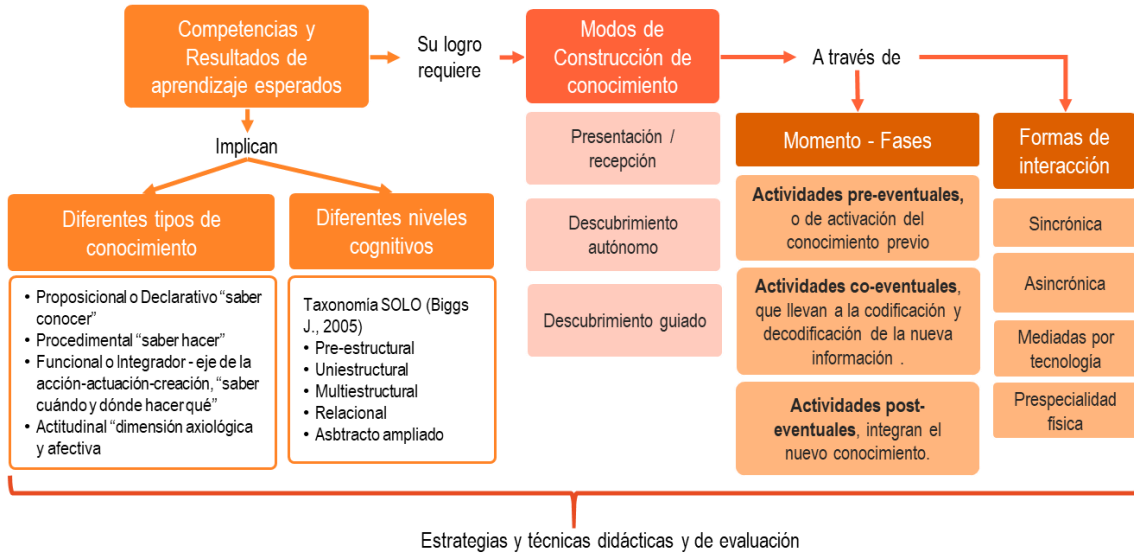 Competencias y
Resultados de
aprendizaje esperados
Su logro
requiere
Modos de
Construcción de
conocimiento
A través de
Implican
Diferentes tipos de
conocimiento
• Proposicional o Declarativo “saber
conocer”
• Procedimental “saber hacer”
• Funcional o Integrador - eje de la
acción-actuación-creación, “saber
cuándo y dónde hacer qué”
• Actitudinal “dimensión axiológica
y afectiva
Diferentes niveles
cognitivos
Taxonomía SOLO (Biggs
J., 2005)
• Pre-estructural
• Uniestructural
• Multiestructural
• Relacional
• Asbtracto ampliado
Presentación /
recepción
Descubrimiento
autónomo
Descubrimiento guiado
Momento - Fases
Actividades pre-eventuales,
o de activación del
conocimiento previo
Actividades co-eventuales,
que llevan a la codificación y
decodificación de la nueva
información .
Actividades post-
eventuales, integran el
nuevo conocimiento.
Formas de
interacción
Sincrónica
Asincrónica
Mediadas por
tecnología
Prespecialidad
física
Estrategias y técnicas didácticas y de evaluación